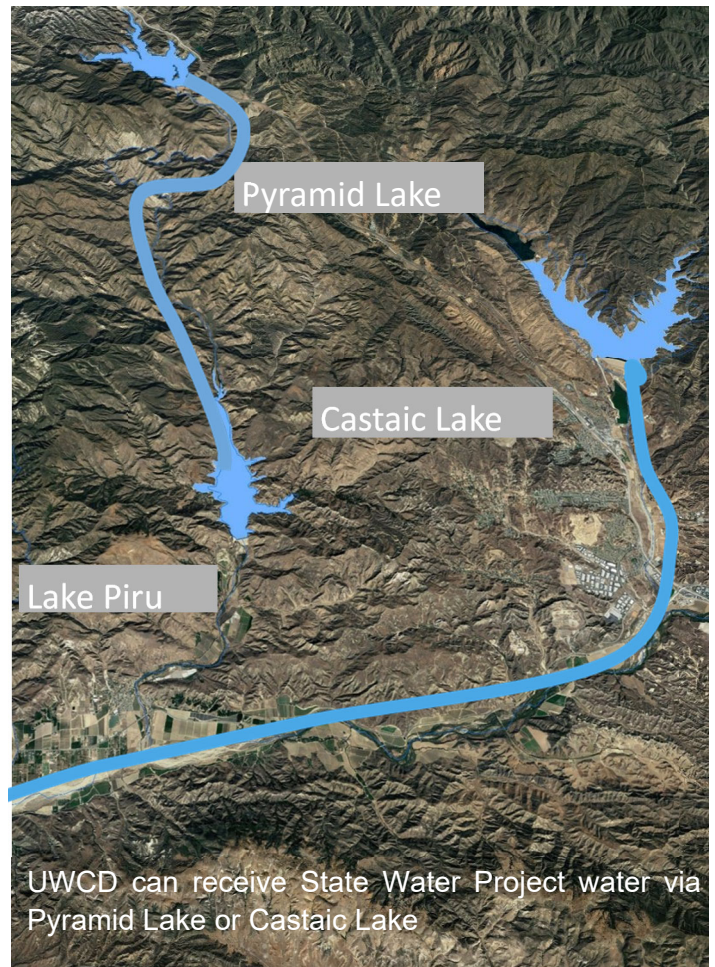 Pyramid Lake
Castaic Lake
Lake Piru
UWCD can receive State Water Project water via
Pyramid Lake or Castaic Lake